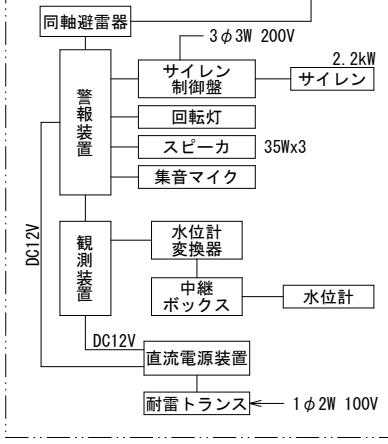 同軸避雷器
3φ3W 200V
2.2kW
サイレン
制御盤
サイレン
警報装置
回転灯
スピーカ 35Wx3
集音マイク
DC12V
観測装置
水位計
変換器
中継
ボックス
水位計
DC12V
直流電源装置
耐雷トランス
1φ2W 100V